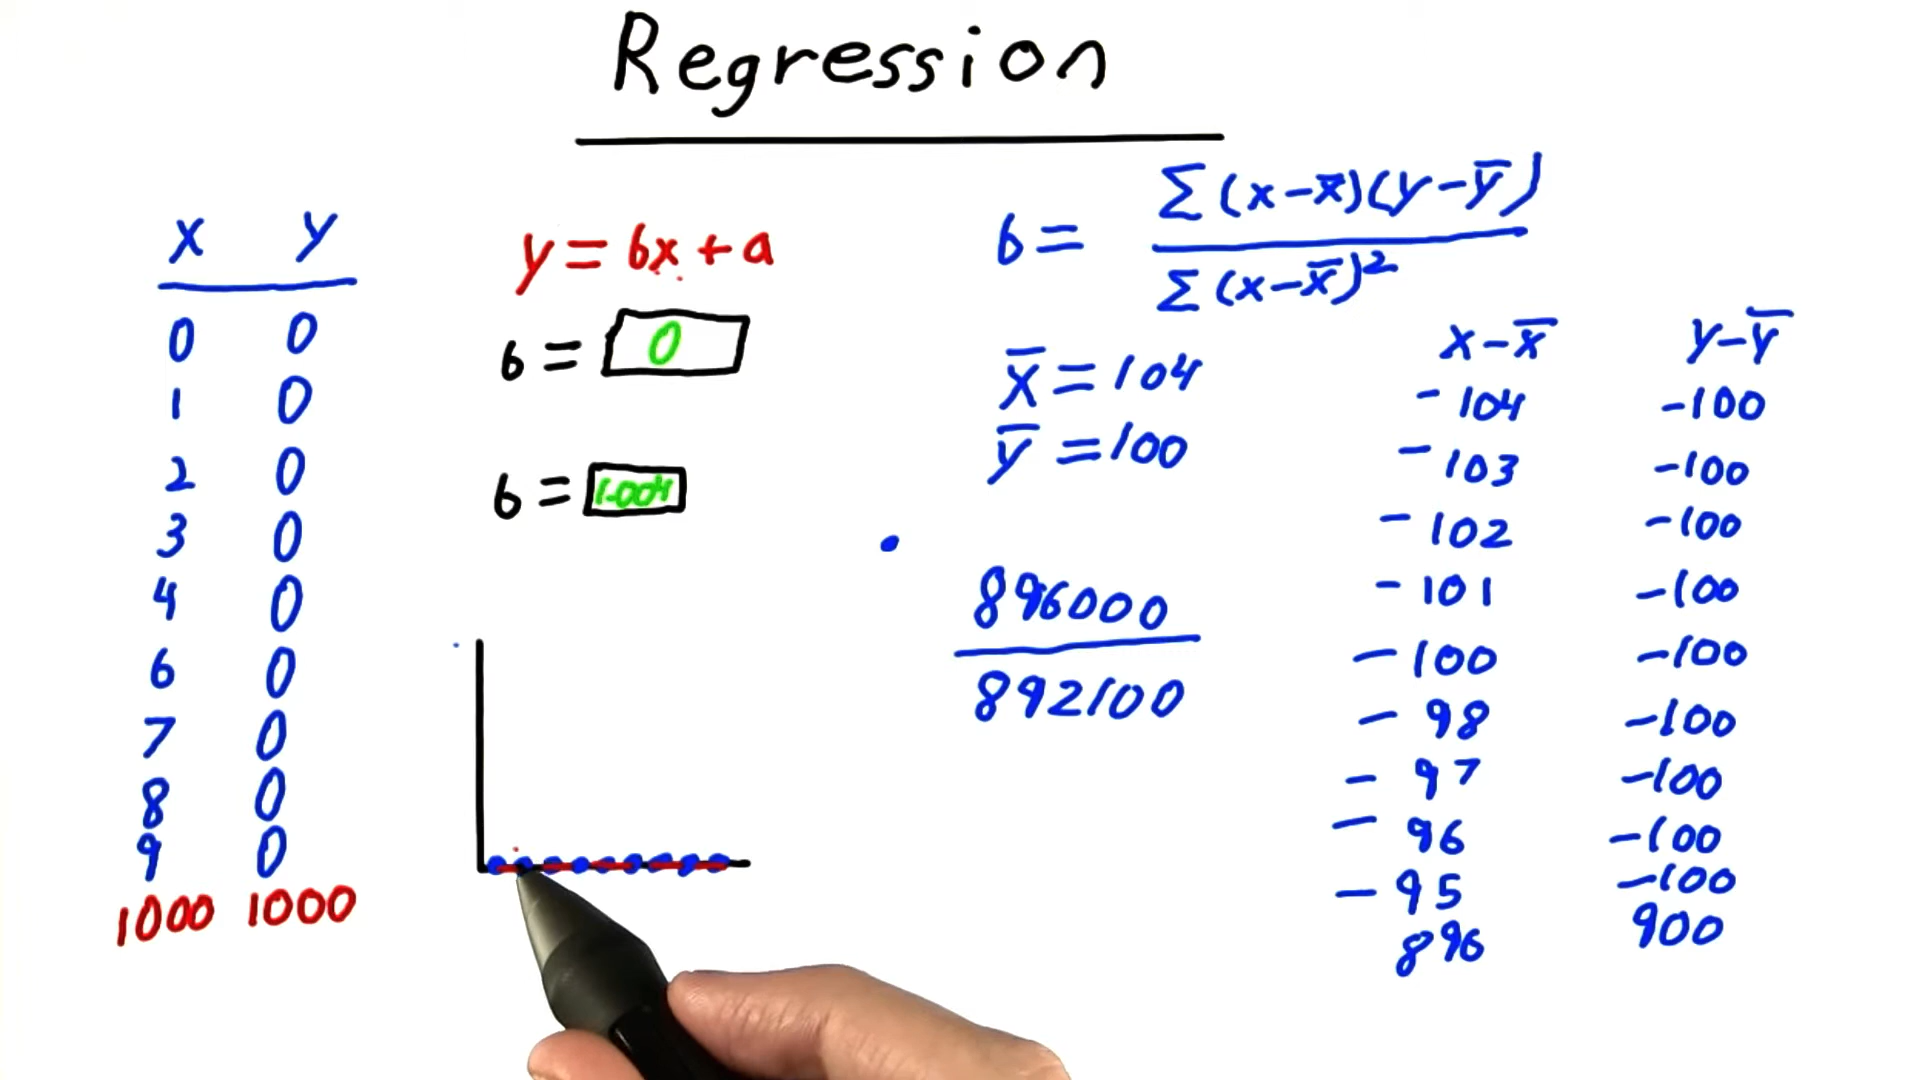 Regression
x y
0 0
1 0
2 0
3 0
4 0
6 0
7 0
8 0
9 0
1000 1000
y = bx + a
b = 0
b = 1.004
b = Σ(x-x̅)(y-y̅)
Σ(x-x̅)²
x̅ = 104
y̅ = 100
896000
892100
x-x̅ y-y̅
-104 -100
-103 -100
-102 -100
-101 -100
-100 -100
-98 -100
-97 -100
-96 -100
-95 -100
896 900